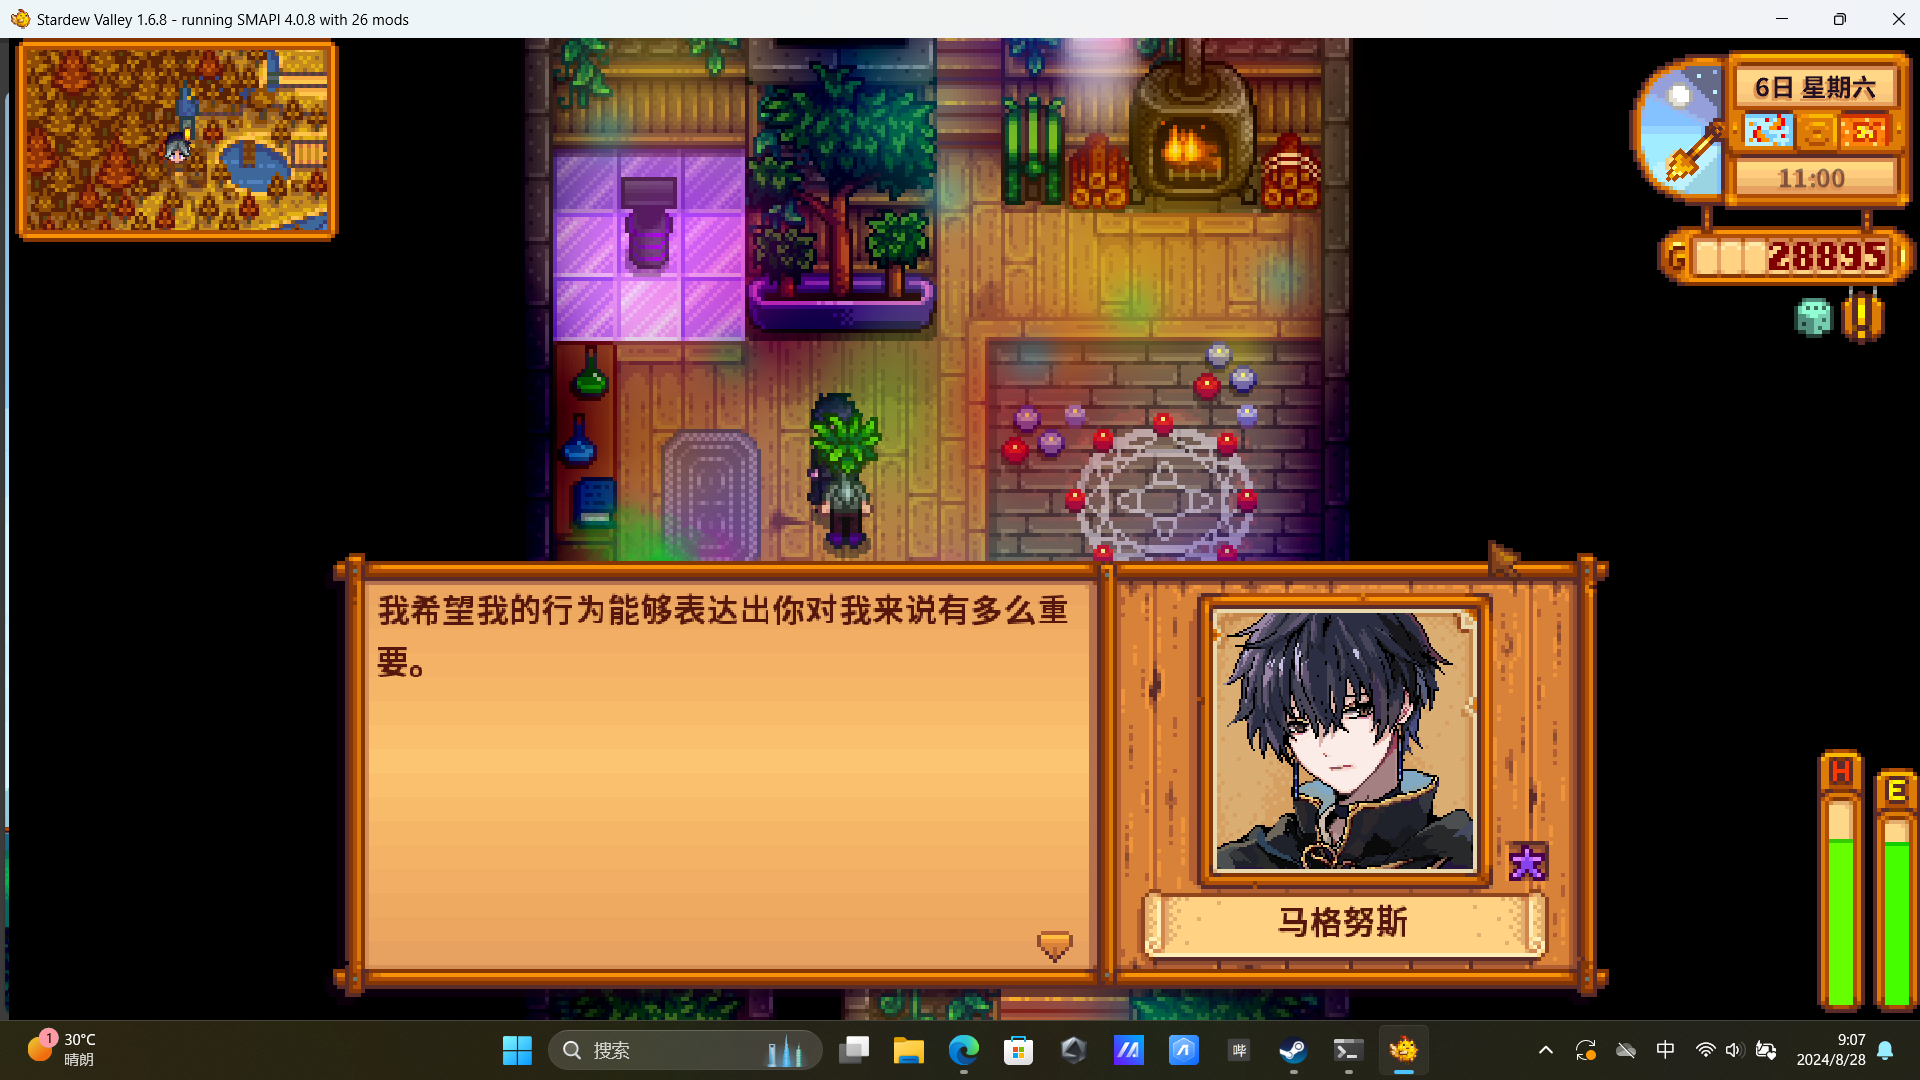 Stardew Valley 1.6.8 - running SMAPI 4.0.8 with 26 mods
6日 星期六
11:00
G 28895
我希望我的行为能够表达出你对我来说有多么重
要。
马格努斯
H
E
1
30°C
晴朗
搜索
哔
中
9:07
2024/8/28